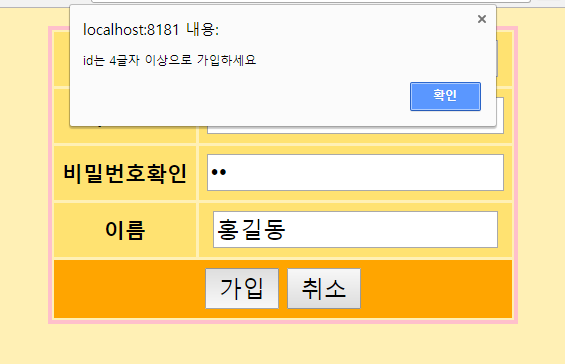 localhost:8181 내용:
id는 4글자 이상으로 가입하세요
확인
비밀번호확인 ••
이름 홍길동
가입 취소